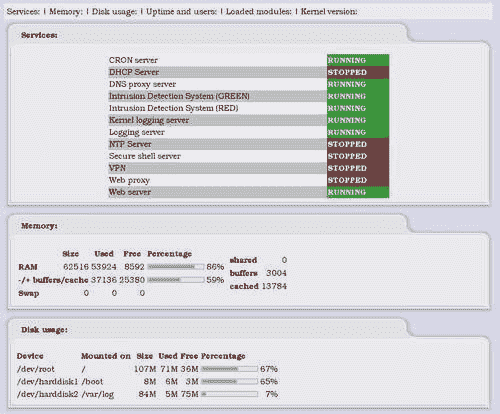 Services: | Memory: | Disk usage: | Uptime and users: | Loaded modules: | Kernel version:
Services:
CRON server RUNNING
DHCP Server STOPPED
DNS proxy server RUNNING
Intrusion Detection System (GREEN) RUNNING
Intrusion Detection System (RED) RUNNING
Kernel logging server RUNNING
Logging server RUNNING
NTP Server STOPPED
Secure shell server STOPPED
VPN STOPPED
Web proxy STOPPED
Web server RUNNING
Memory:
Size Used Free Percentage
RAM 62516 53924 8592 86%
-/+ buffers/cache 37136 25380 59%
Swap 0 0 0
shared 0
buffers 3004
cached 13784
Disk usage:
Device Mounted on Size Used Free Percentage
/dev/root / 107M 71M 36M 67%
/dev/harddisk1 /boot 8M 6M 3M 65%
/dev/harddisk2 /var/log 84M 5M 75M 7%